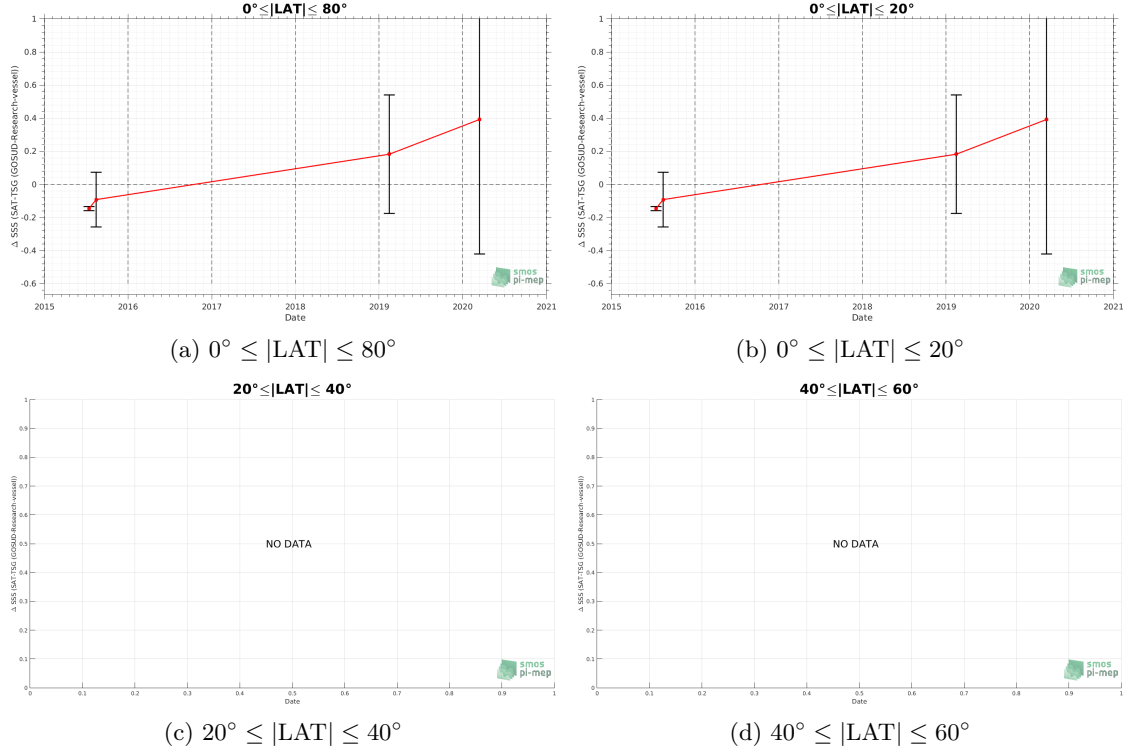 0°≤|LAT|≤ 80°
1
0.8
0.6
0.4
0.2
0
-0.2
-0.4
-0.6
Δ SSS (SAT-TSG (GOSUD-Research-vessel))
2015 2016 2017 2018 2019 2020 2021
Date
smos
pi-mep
(a) 0° ≤ |LAT| ≤ 80°
0°≤|LAT|≤ 20°
1
0.8
0.6
0.4
0.2
0
-0.2
-0.4
-0.6
Δ SSS (SAT-TSG (GOSUD-Research-vessel))
2015 2016 2017 2018 2019 2020 2021
Date
smos
pi-mep
(b) 0° ≤ |LAT| ≤ 20°
20°≤|LAT|≤ 40°
1
0.9
0.8
0.7
0.6
0.5
0.4
0.3
0.2
0.1
0
Δ SSS (SAT-TSG (GOSUD-Research-vessel))
NO DATA
0 0.1 0.2 0.3 0.4 0.5 0.6 0.7 0.8 0.9 1
Date
smos
pi-mep
(c) 20° ≤ |LAT| ≤ 40°
40°≤|LAT|≤ 60°
1
0.9
0.8
0.7
0.6
0.5
0.4
0.3
0.2
0.1
0
Δ SSS (SAT-TSG (GOSUD-Research-vessel))
NO DATA
0 0.1 0.2 0.3 0.4 0.5 0.6 0.7 0.8 0.9 1
Date
smos
pi-mep
(d) 40° ≤ |LAT| ≤ 60°